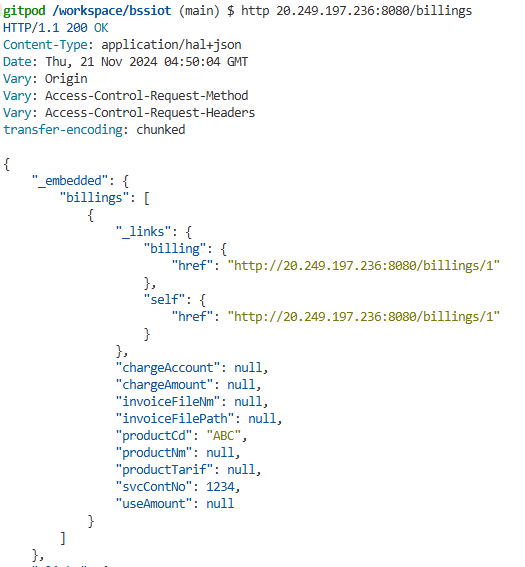 gitpod /workspace/bssiot (main) $ http 20.249.197.236:8080/billings
HTTP/1.1 200 OK
Content-Type: application/hal+json
Date: Thu, 21 Nov 2024 04:50:04 GMT
Vary: Origin
Vary: Access-Control-Request-Method
Vary: Access-Control-Request-Headers
transfer-encoding: chunked

{
    "_embedded": {
        "billings": [
            {
                "_links": {
                    "billing": {
                        "href": "http://20.249.197.236:8080/billings/1"
                    },
                    "self": {
                        "href": "http://20.249.197.236:8080/billings/1"
                    }
                },
                "chargeAccount": null,
                "chargeAmount": null,
                "invoiceFileNm": null,
                "invoiceFilePath": null,
                "productCd": "ABC",
                "productNm": null,
                "productTarif": null,
                "svcContNo": 1234,
                "useAmount": null
            }
        ]
    },